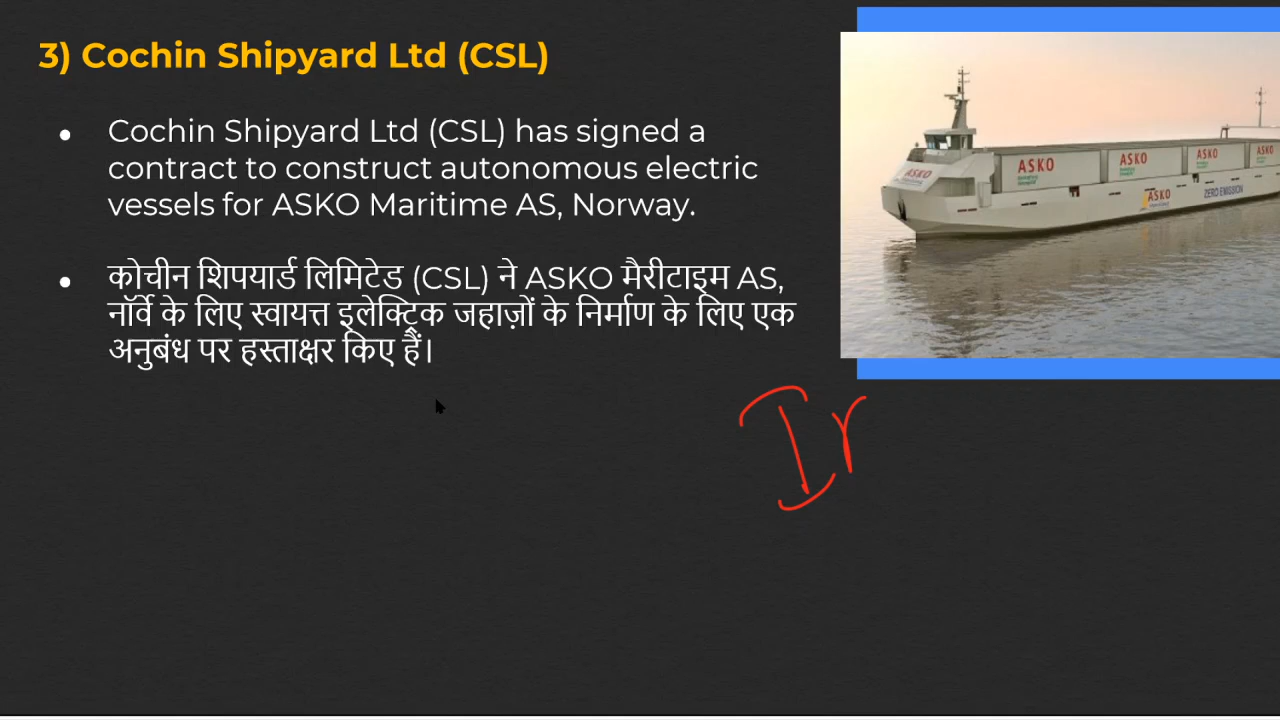 3) Cochin Shipyard Ltd (CSL)
● Cochin Shipyard Ltd (CSL) has signed a
contract to construct autonomous electric
vessels for ASKO Maritime AS, Norway.
● कोचीन शिपयार्ड लिमिटेड (CSL) ने ASKO मैरीटाइम AS,
नॉर्वे के लिए स्वायत्त इलेक्ट्रिक जहाज़ों के निर्माण के लिए एक
अनुबंध पर हस्ताक्षर किए हैं।
ASKO ASKO ASKO ASKO
ASKO
ASKO ZERO EMISSION
Ir